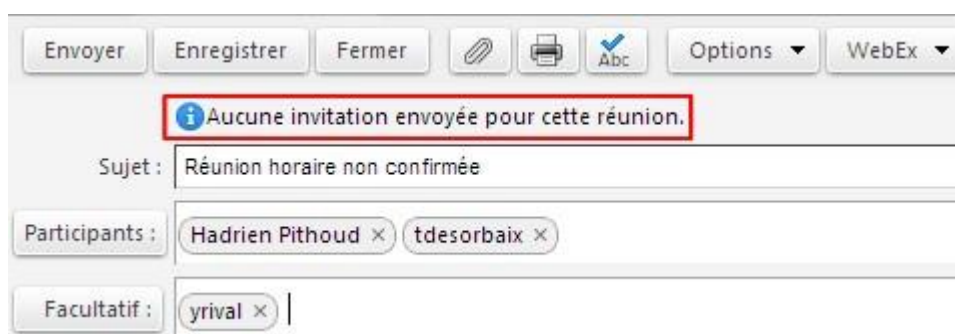 Envoyer Enregistrer Fermer Abc Options WebEx
Aucune invitation envoyée pour cette réunion.
Sujet : Réunion horaire non confirmée
Participants : Hadrien Pithoud × tdesorbaix ×
Facultatif : yrival ×